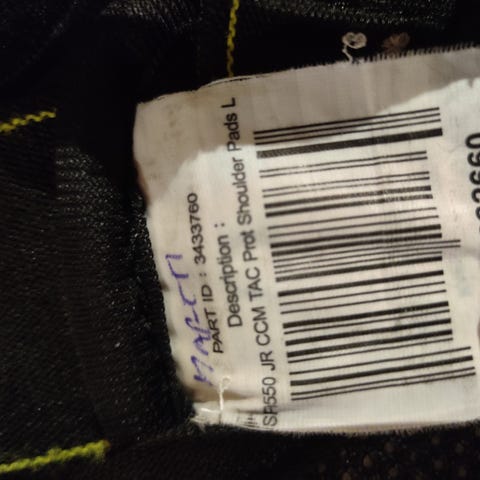 PART ID : 3433760
Description :
SP550 JR CCM TAC Prot Shoulder Pads L